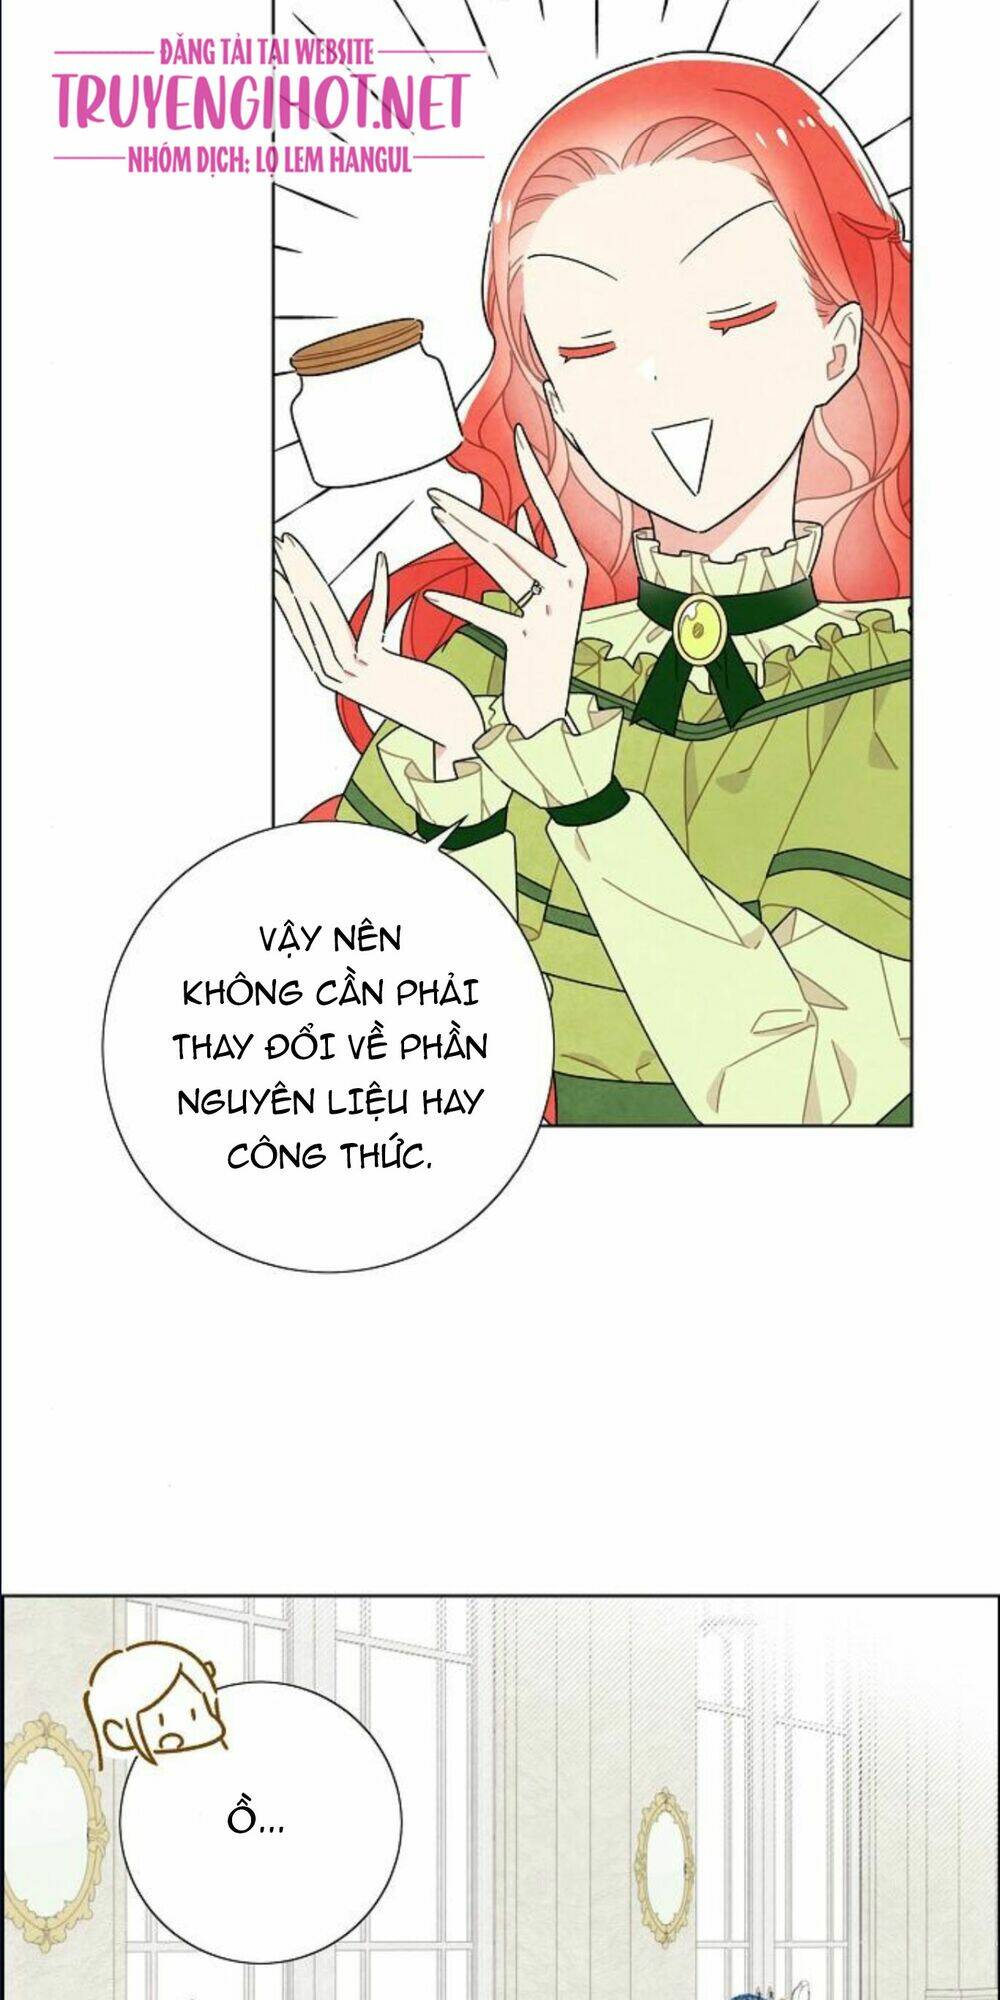 ĐĂNG TẢI TẠI WEBSITE
TRUYENGIHOT.NET
NHÓM DỊCH: LO LEM HANGUL
VẬY NÊN
KHÔNG CẦN PHẢI
THAY ĐỔI VỀ PHẦN
NGUYÊN LIỆU HAY
CÔNG THỨC.
Ồ...